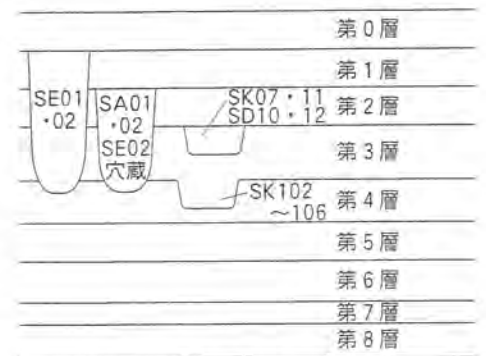 第0層
第1層
SE01
・02
SA01
・02
SE02
穴蔵
SK07・11
SD10・12
第2層
第3層
SK102
～106
第4層
第5層
第6層
第7層
第8層